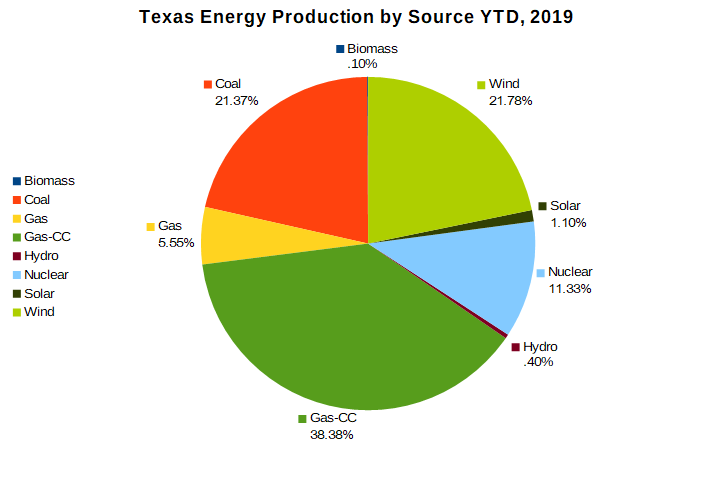 Texas Energy Production by Source YTD, 2019
Biomass
.10%
Coal
21.37%
Wind
21.78%
Biomass
Coal
Gas
Gas-CC
Hydro
Nuclear
Solar
Wind
Gas
5.55%
Solar
1.10%
Nuclear
11.33%
Hydro
.40%
Gas-CC
38.38%